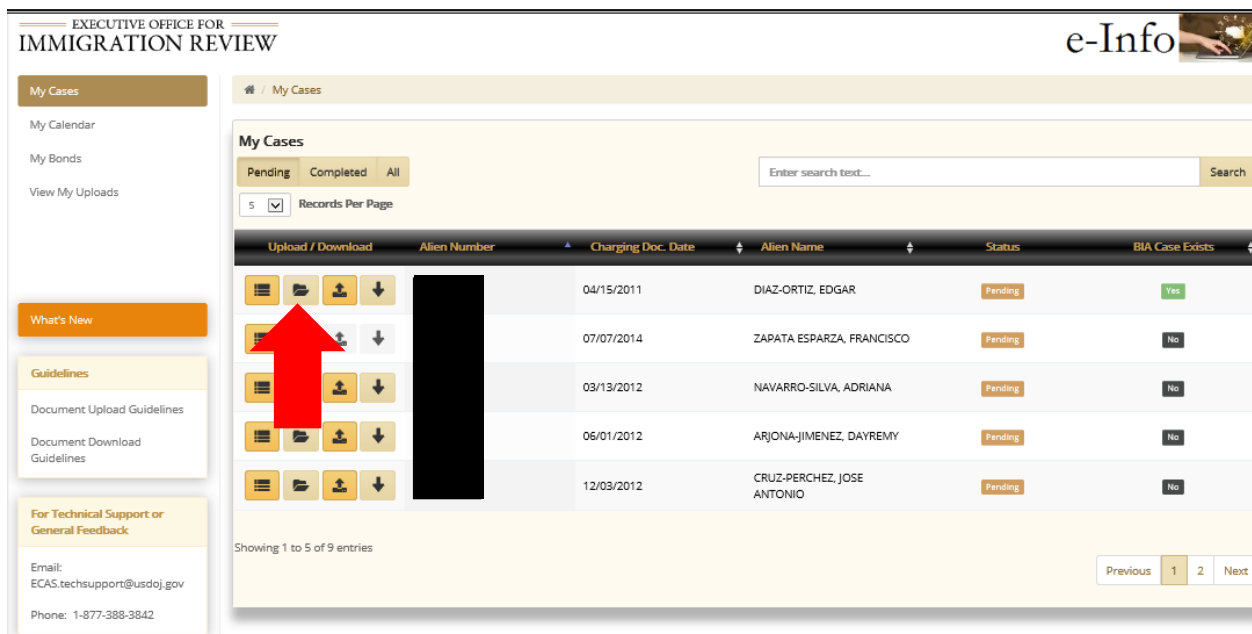 EXECUTIVE OFFICE FOR
IMMIGRATION REVIEW
e-Info
My Cases
My Calendar
My Bonds
View My Uploads
What's New
Guidelines
Document Upload Guidelines
Document Download
Guidelines
For Technical Support or
General Feedback
Email:
ECAS.techsupport@usdoj.gov
Phone: 1-877-388-3842
/ My Cases
My Cases
Pending Completed All
Enter search text... Search
5 Records Per Page
Upload / Download Alien Number Charging Doc. Date Alien Name Status BIA Case Exists
04/15/2011 DIAZ-ORTIZ, EDGAR Pending Yes
07/07/2014 ZAPATA ESPARZA, FRANCISCO Pending No
03/13/2012 NAVARRO-SILVA, ADRIANA Pending No
06/01/2012 ARJONA-JIMENEZ, DAYREMY Pending No
12/03/2012 CRUZ-PERCHEZ, JOSE
ANTONIO Pending No
Showing 1 to 5 of 9 entries
Previous 1 2 Next